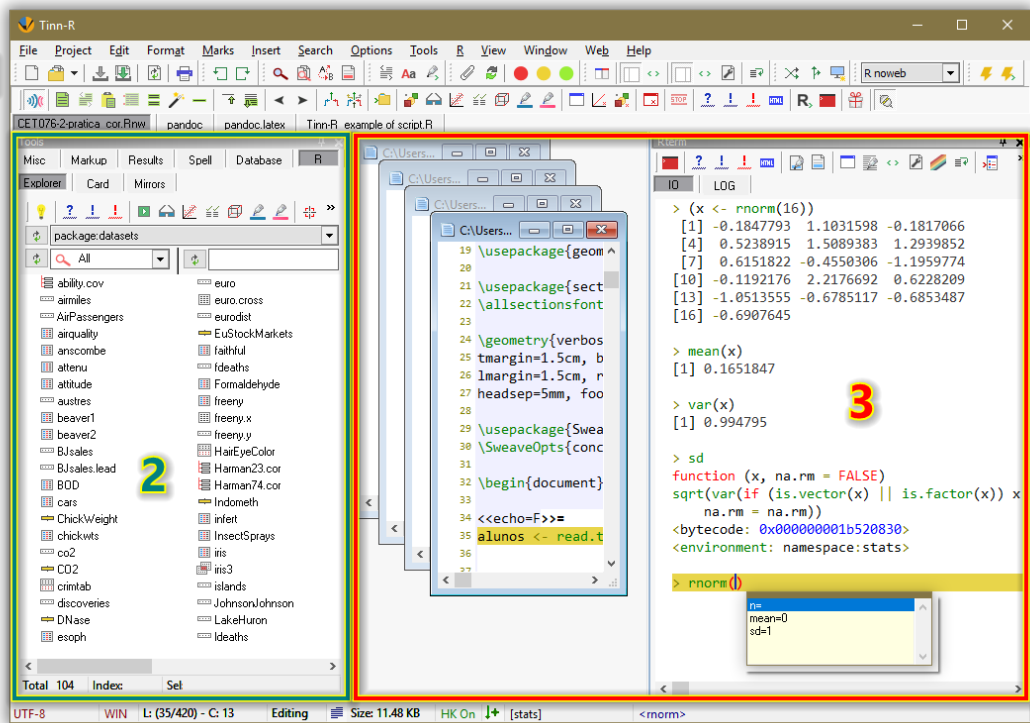 Tinn-R
File Project Edit Format Marks Insert Search Options Tools R View Window Web Help
Aa R noweb
STOP HTML R
CET076-2-pratica_cor.Rnw pandoc pandoc.latex Tinn-R_example of script.R
Tools
Misc Markup Results Spell Database R
Explorer Card Mirrors
package:datasets
All
ability.cov euro
airmiles euro.cross
AirPassengers eurodist
airquality EuStockMarkets
anscombe faithful
attenu fdeaths
attitude Formaldehyde
austres freeny
beaver1 freeny.x
beaver2 freeny.y
BJsales HairEyeColor
BJsales.lead Harman23.cor
BOD Harman74.cor
cars Indometh
ChickWeight infert
chickwts InsectSprays
co2 iris
CO2 iris3
crimtab islands
discoveries JohnsonJohnson
DNase LakeHuron
esoph ldeaths
2
Total 104 Index: Sel:
C:\Users...
C:\Users...
C:\Users...
C:\Users...
19 \usepackage{geom
20
21 \usepackage{sect
22 \allsectionsfont
23
24 \geometry{verbos
25 tmargin=1.5cm, b
26 lmargin=1.5cm, r
27 headsep=5mm, foo
28
29 \usepackage{Swea
30 \SweaveOpts{conc
31
32 \begin{document}
33
34 <<echo=F>>=
35 alunos <- read.t
36
37
Rterm
HTML
IO LOG
> (x <- rnorm(16))
[1] -0.1847793 1.1031598 -0.1817066
[4] 0.5238915 1.5089383 1.2939852
[7] 0.6151822 -0.4550306 -1.1959774
[10] -0.1192176 2.2176692 0.6228209
[13] -1.0513555 -0.6785117 -0.6853487
[16] -0.6907645
> mean(x)
[1] 0.1651847
3
> var(x)
[1] 0.994795
> sd
function (x, na.rm = FALSE)
sqrt(var(if (is.vector(x) || is.factor(x)) x
na.rm = na.rm))
<bytecode: 0x000000001b520830>
<environment: namespace:stats>
> rnorm()
n=
mean=0
sd=1
UTF-8 WIN L: (35/420) - C: 13 Editing Size: 11.48 KB HK On [stats] <rnorm>